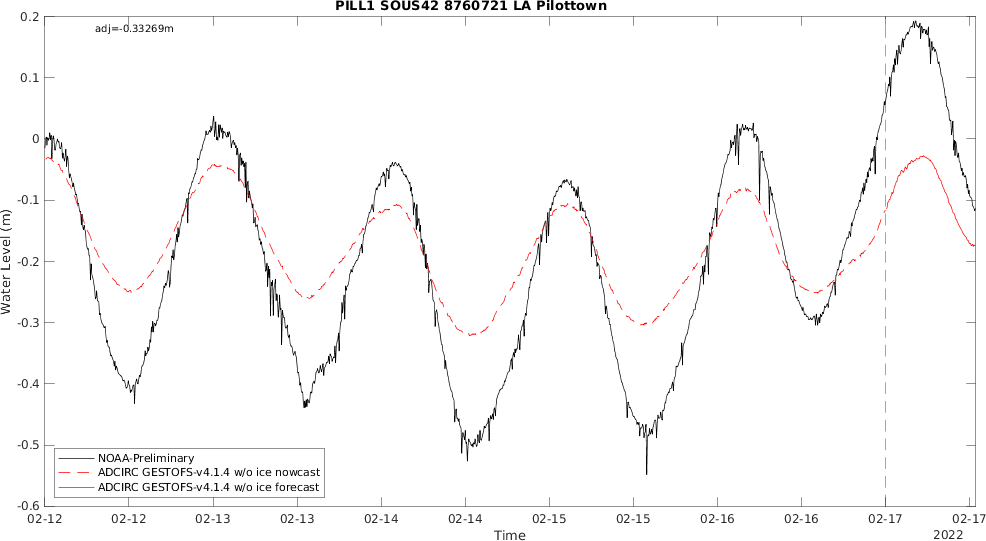 PILL1 SOUS42 8760721 LA Pilottown
adj=-0.33269m
0.2
0.1
0
-0.1
-0.2
-0.3
-0.4
-0.5
-0.6
Water Level (m)
NOAA-Preliminary
ADCIRC GESTOFS-v4.1.4 w/o ice nowcast
ADCIRC GESTOFS-v4.1.4 w/o ice forecast
02-12 02-12 02-13 02-13 02-14 02-14 02-15 02-15 02-16 02-16 02-17 02-17
Time
2022